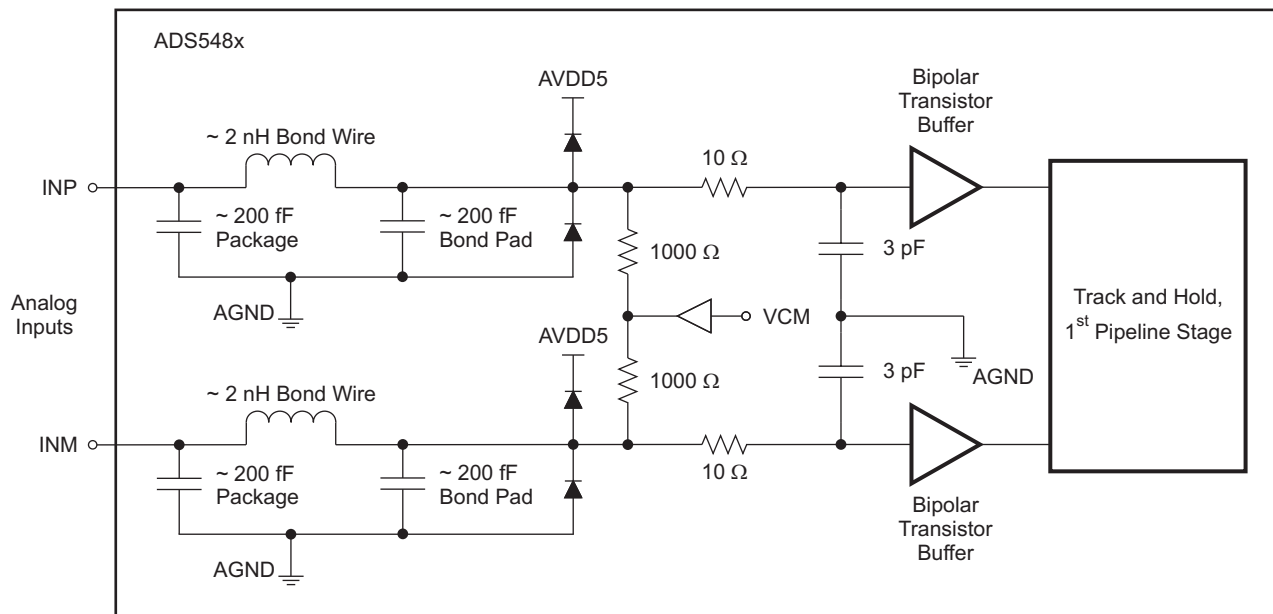 ADS548x
AVDD5
Bipolar
Transistor
Buffer
~ 2 nH Bond Wire
10 Ω
INP
~ 200 fF
Package
~ 200 fF
Bond Pad
1000 Ω
3 pF
AGND
Analog
Inputs
VCM
Track and Hold,
1st Pipeline Stage
AVDD5
AGND
1000 Ω
3 pF
~ 2 nH Bond Wire
INM
10 Ω
~ 200 fF
Package
~ 200 fF
Bond Pad
Bipolar
Transistor
Buffer
AGND